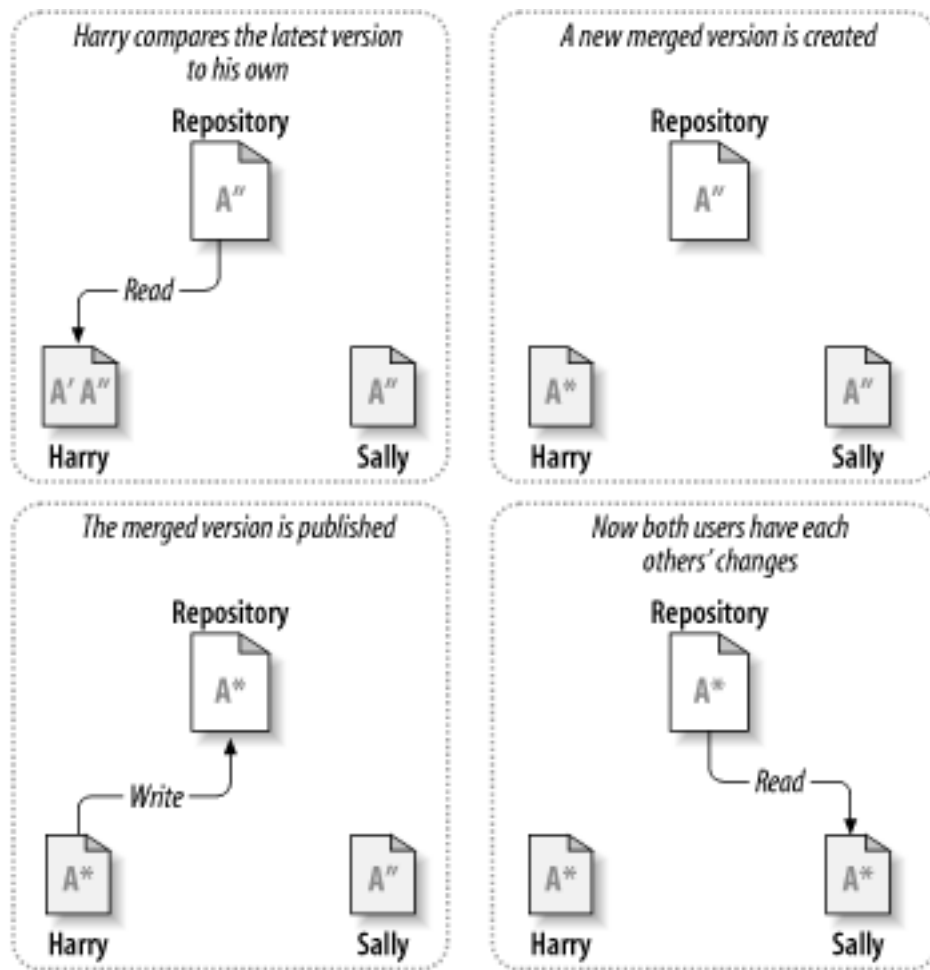 Harry compares the latest version
to his own
Repository
A″
Read
A′ A″
A″
Harry
Sally
A new merged version is created
Repository
A″
A*
A″
Harry
Sally
The merged version is published
Repository
A*
Write
A*
A″
Harry
Sally
Now both users have each
others’ changes
Repository
A*
Read
A*
A*
Harry
Sally